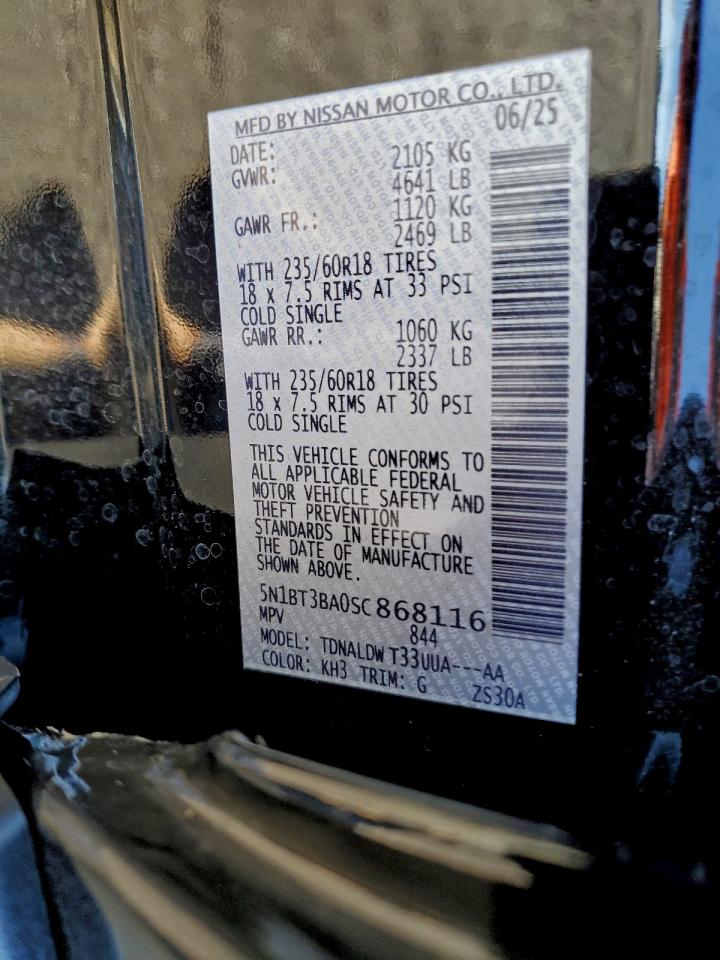 MFD BY NISSAN MOTOR CO., LTD.
DATE: 06/25
GVWR: 2105 KG
4641 LB
GAWR FR.: 1120 KG
2469 LB
WITH 235/60R18 TIRES
18 x 7.5 RIMS AT 33 PSI
COLD SINGLE
GAWR RR.: 1060 KG
2337 LB
WITH 235/60R18 TIRES
18 x 7.5 RIMS AT 30 PSI
COLD SINGLE
THIS VEHICLE CONFORMS TO
ALL APPLICABLE FEDERAL
MOTOR VEHICLE SAFETY AND
THEFT PREVENTION
STANDARDS IN EFFECT ON
THE DATE OF MANUFACTURE
SHOWN ABOVE.
5N1BT3BA0SC868116
MPV 844
MODEL: TDNALDWT33UUA---AA
COLOR: KH3 TRIM: G ZS30A